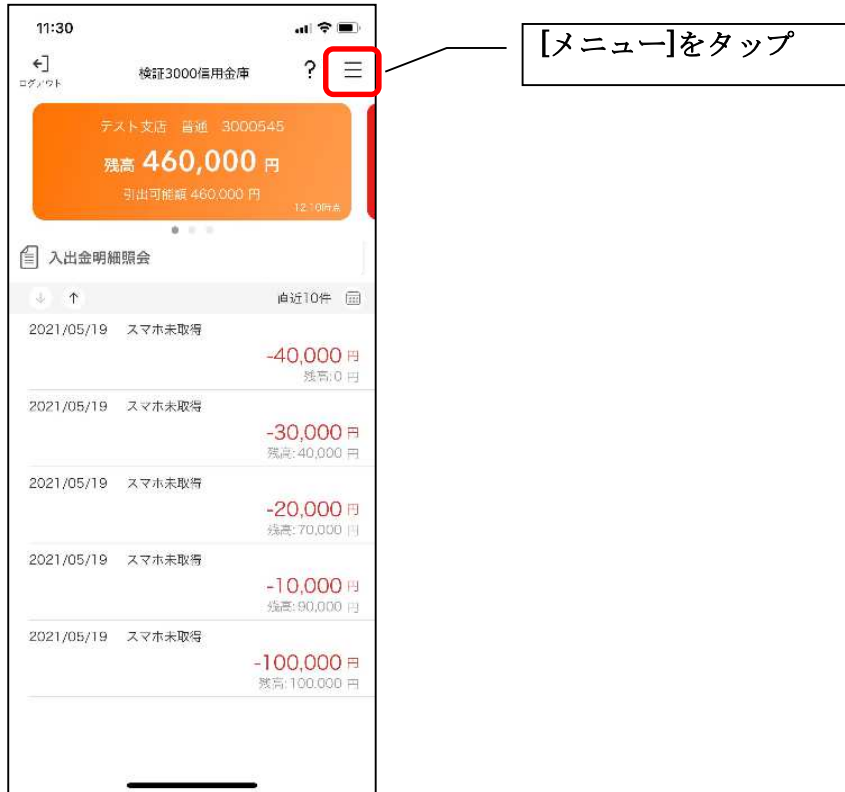 11:30
ログアウト
検証3000信用金庫
?
[メニュー]をタップ
テスト支店 普通 3000545
残高 460,000 円
引出可能額 460,000 円
12:10時点
入出金明細照会
↓ ↑ 直近10件
2021/05/19 スマホ未取得
-40,000 円
残高:0 円
2021/05/19 スマホ未取得
-30,000 円
残高:40,000 円
2021/05/19 スマホ未取得
-20,000 円
残高:70,000 円
2021/05/19 スマホ未取得
-10,000 円
残高:90,000 円
2021/05/19 スマホ未取得
-100,000 円
残高:100,000 円